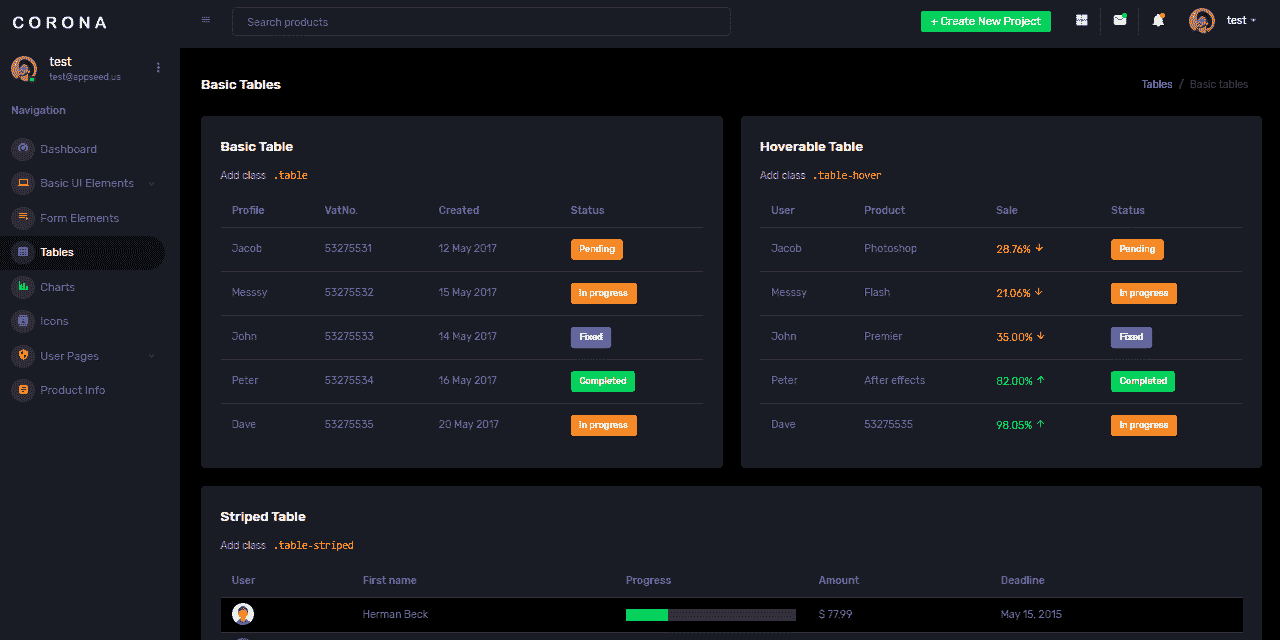 CORONA
Search products
+ Create New Project
test
test
test@appseed.us
Navigation
Dashboard
Basic UI Elements
Form Elements
Tables
Charts
Icons
User Pages
Product Info
Basic Tables
Tables / Basic tables
Basic Table
Add class .table
Profile VatNo. Created Status
Jacob 53275531 12 May 2017 Pending
Messsy 53275532 15 May 2017 In progress
John 53275533 14 May 2017 Fixed
Peter 53275534 16 May 2017 Completed
Dave 53275535 20 May 2017 In progress
Hoverable Table
Add class .table-hover
User Product Sale Status
Jacob Photoshop 28.76% ↓ Pending
Messsy Flash 21.06% ↓ In progress
John Premier 35.00% ↓ Fixed
Peter After effects 82.00% ↑ Completed
Dave 53275535 98.05% ↑ In progress
Striped Table
Add class .table-striped
User First name Progress Amount Deadline
Herman Beck $ 77.99 May 15, 2015